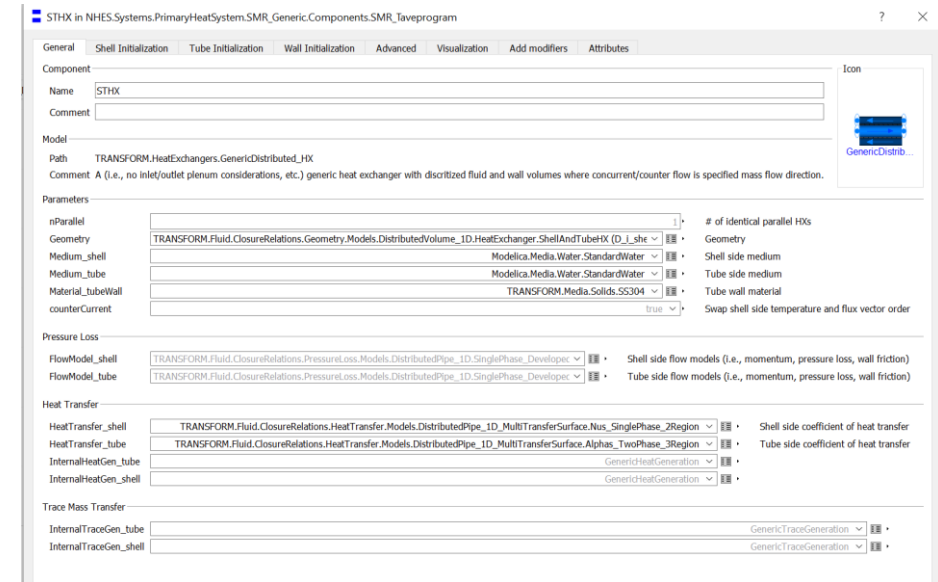 STHX in NHES.Systems.PrimaryHeatSystem.SMR_Generic.Components.SMR_Taveprogram ? ×
General Shell Initialization Tube Initialization Wall Initialization Advanced Visualization Add modifiers Attributes
Component Icon
Name STHX
Comment
GenericDistrib...
Model
Path TRANSFORM.HeatExchangers.GenericDistributed_HX
Comment A (i.e., no inlet/outlet plenum considerations, etc.) generic heat exchanger with discritized fluid and wall volumes where concurrent/counter flow is specified mass flow direction.
Parameters
nParallel 1 # of identical parallel HXs
Geometry TRANSFORM.Fluid.ClosureRelations.Geometry.Models.DistributedVolume_1D.HeatExchanger.ShellAndTubeHX (D_i_she Geometry
Medium_shell Modelica.Media.Water.StandardWater Shell side medium
Medium_tube Modelica.Media.Water.StandardWater Tube side medium
Material_tubeWall TRANSFORM.Media.Solids.SS304 Tube wall material
counterCurrent true Swap shell side temperature and flux vector order
Pressure Loss
FlowModel_shell TRANSFORM.Fluid.ClosureRelations.PressureLoss.Models.DistributedPipe_1D.SinglePhase_Developec Shell side flow models (i.e., momentum, pressure loss, wall friction)
FlowModel_tube TRANSFORM.Fluid.ClosureRelations.PressureLoss.Models.DistributedPipe_1D.SinglePhase_Developec Tube side flow models (i.e., momentum, pressure loss, wall friction)
Heat Transfer
HeatTransfer_shell TRANSFORM.Fluid.ClosureRelations.HeatTransfer.Models.DistributedPipe_1D_MultiTransferSurface.Nus_SinglePhase_2Region Shell side coefficient of heat transfer
HeatTransfer_tube TRANSFORM.Fluid.ClosureRelations.HeatTransfer.Models.DistributedPipe_1D_MultiTransferSurface.Alphas_TwoPhase_3Region Tube side coefficient of heat transfer
InternalHeatGen_tube GenericHeatGeneration
InternalHeatGen_shell GenericHeatGeneration
Trace Mass Transfer
InternalTraceGen_tube GenericTraceGeneration
InternalTraceGen_shell GenericTraceGeneration